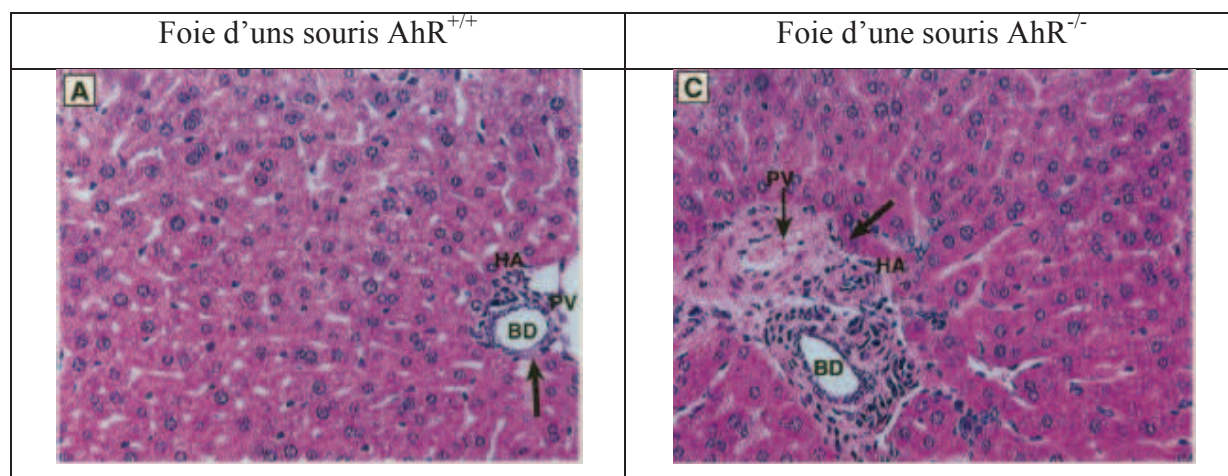 Foie d'uns souris AhR+/+
Foie d'une souris AhR-/-
A
HA
PV
BD
C
PV
HA
BD